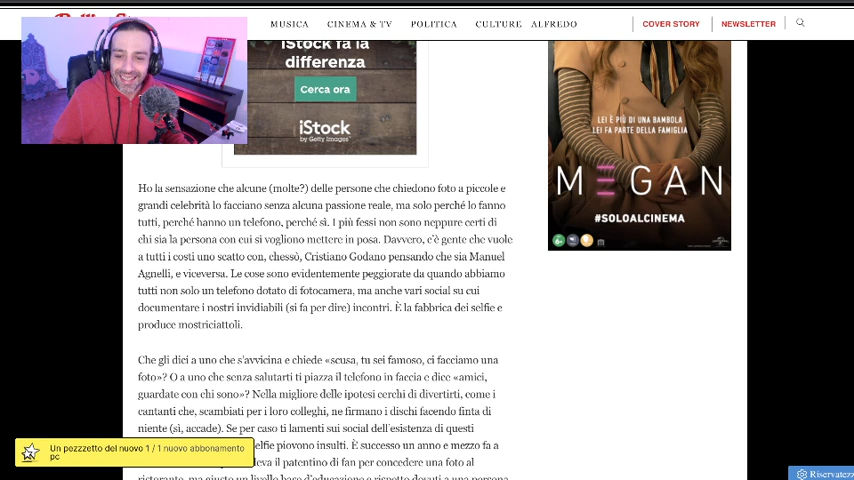 MUSICA CINEMA & TV POLITICA CULTURE ALFREDO COVER STORY NEWSLETTER
iStock fa la
differenza
Cerca ora
iStock
by Getty Images
LEI È PIÙ DI UNA BAMBOLA
LEI FA PARTE DELLA FAMIGLIA
M3GAN
#SOLOALCINEMA
Ho la sensazione che alcune (molte?) delle persone che chiedono foto a piccole e
grandi celebrità lo facciano senza alcuna passione reale, ma solo perché lo fanno
tutti, perché hanno un telefono, perché sì. I più fessi non sono neppure certi di
chi sia la persona con cui si vogliono mettere in posa. Davvero, c'è gente che vuole
a tutti i costi uno scatto con, chessò, Cristiano Godano pensando che sia Manuel
Agnelli, e viceversa. Le cose sono evidentemente peggiorate da quando abbiamo
tutti non solo un telefono dotato di fotocamera, ma anche vari social su cui
documentare i nostri invidiabili (si fa per dire) incontri. È la fabbrica dei selfie e
produce mostriciattoli.
Che gli dici a uno che s'avvicina e chiede «scusa, tu sei famoso, ci facciamo una
foto»? O a uno che senza salutarti ti piazza il telefono in faccia e dice «amici,
guardate con chi sono»? Nella migliore delle ipotesi cerchi di divertirti, come i
cantanti che, scambiati per i loro colleghi, ne firmano i dischi facendo finta di
niente (sì, accade). Se per caso ti lamenti sui social dell'esistenza di questi
selfie piovono insulti. È successo un anno e mezzo fa a
leva il patentino di fan per concedere una foto al
ristorante, ma giusto un livello base d'educazione e rispetto dovuti a una persona
Un pezzzetto del nuovo 1 / 1 nuovo abbonamento
pc
Riservatezz